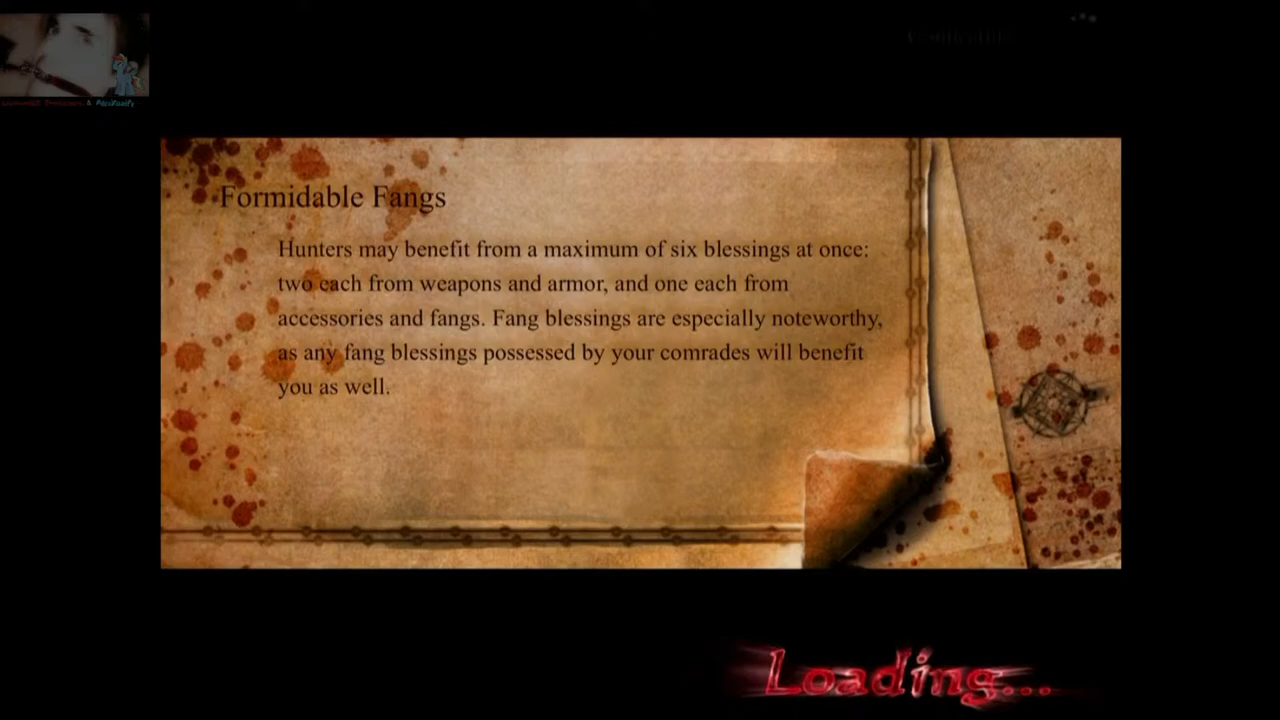 Formidable Fangs
Hunters may benefit from a maximum of six blessings at once:
two each from weapons and armor, and one each from
accessories and fangs. Fang blessings are especially noteworthy,
as any fang blessings possessed by your comrades will benefit
you as well.
Loading...